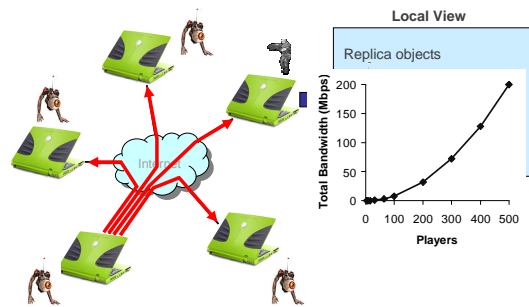 Local View
Replica objects
Internet
Total Bandwidth (Mbps)
200
150
100
50
0
0 100 200 300 400 500
Players